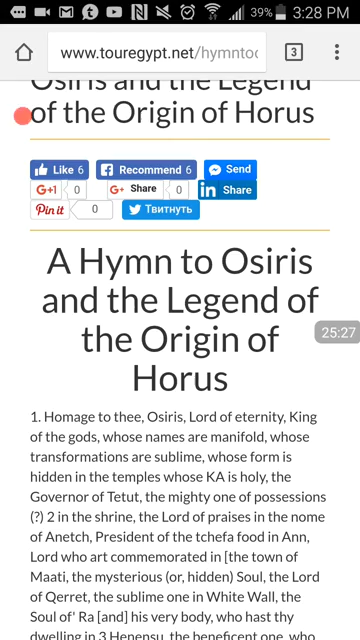 39% 3:28 PM
www.touregypt.net/hymntoo
3
Osiris and the Legend
of the Origin of Horus
Like 6 Recommend 6 Send
G+1 0 G+ Share 0 in Share
Pin it 0 Твитнуть
A Hymn to Osiris
and the Legend of
the Origin of
Horus
25:27
1. Homage to thee, Osiris, Lord of eternity, King
of the gods, whose names are manifold, whose
transformations are sublime, whose form is
hidden in the temples whose KA is holy, the
Governor of Tetut, the mighty one of possessions
(?) 2 in the shrine, the Lord of praises in the nome
of Anetch, President of the tchefa food in Ann,
Lord who art commemorated in [the town of
Maati, the mysterious (or, hidden) Soul, the Lord
of Qerret, the sublime one in White Wall, the
Soul of' Ra [and] his very body, who hast thy
dwelling in 3 Henensu, the beneficent one, who